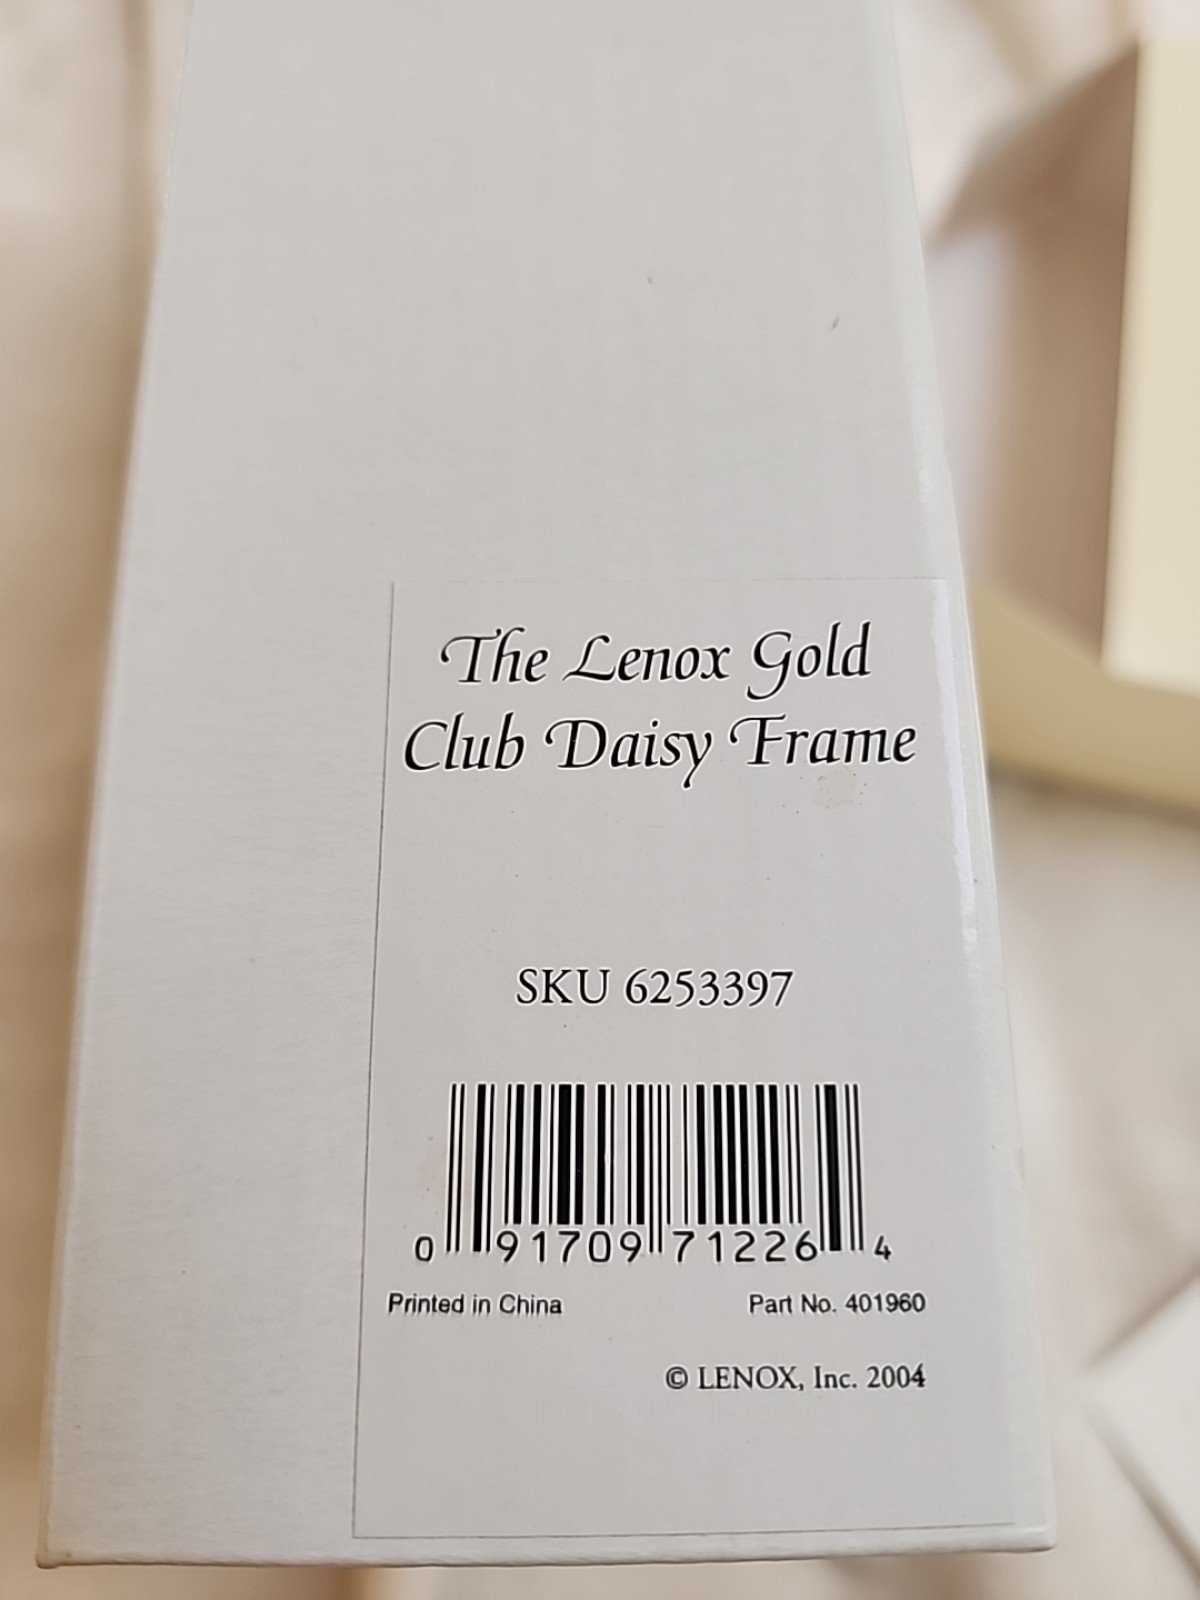 The Lenox Gold
Club Daisy Frame
SKU 6253397
0 91709 71226 4
Printed in China Part No. 401960
© LENOX, Inc. 2004